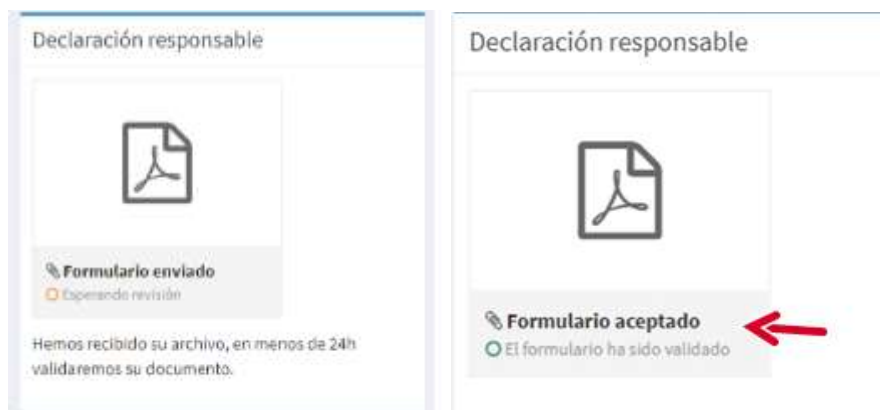 Declaración responsable
Formulario enviado
Esperando revisión
Hemos recibido su archivo, en menos de 24h
validaremos su documento.
Declaración responsable
Formulario aceptado
El formulario ha sido validado